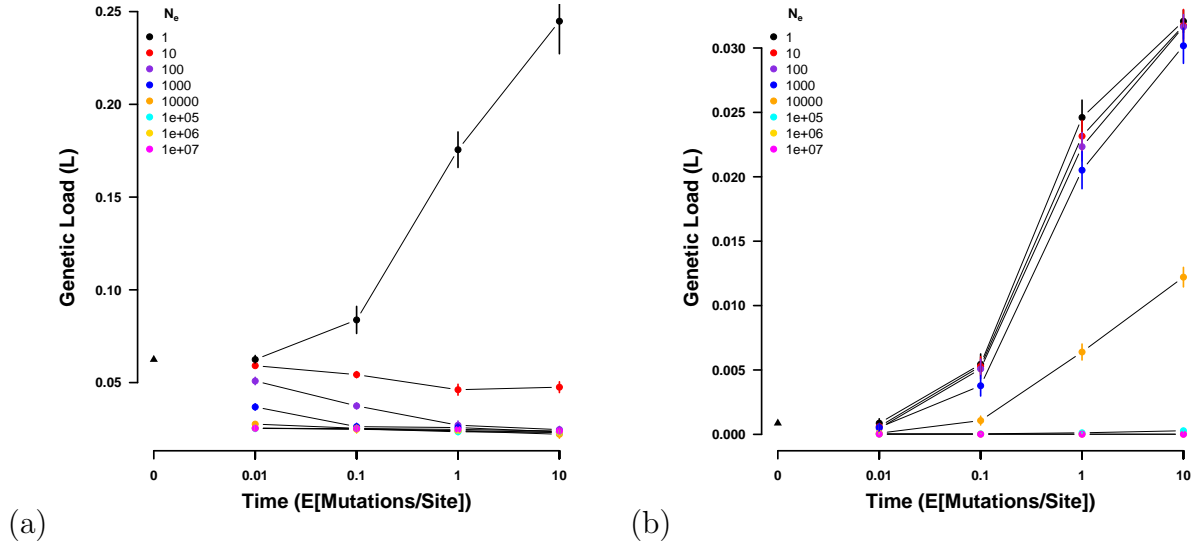 N_e
1
10
100
1000
10000
1e+05
1e+06
1e+07
Genetic Load (L)
0.25
0.20
0.15
0.10
0.05
0
0.01
0.1
1
10
Time (E[Mutations/Site])
(a)
N_e
1
10
100
1000
10000
1e+05
1e+06
1e+07
Genetic Load (L)
0.030
0.025
0.020
0.015
0.010
0.005
0.000
0
0.01
0.1
1
10
Time (E[Mutations/Site])
(b)